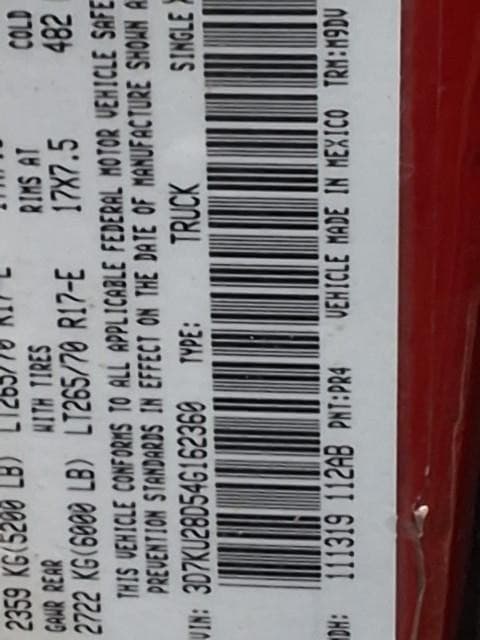 2359 KG(5200 LB) LT265/70 R17-E
GAWR REAR WITH TIRES RIMS AT COLD
2722 KG(6000 LB) LT265/70 R17-E 17X7.5 482
THIS VEHICLE CONFORMS TO ALL APPLICABLE FEDERAL MOTOR VEHICLE SAFE
PREVENTION STANDARDS IN EFFECT ON THE DATE OF MANUFACTURE SHOWN A
VIN: 3D7KU28D54G162360 TYPE: TRUCK SINGLE
DH: 111319 112AB PNT:PR4 VEHICLE MADE IN MEXICO TRM:M9DV